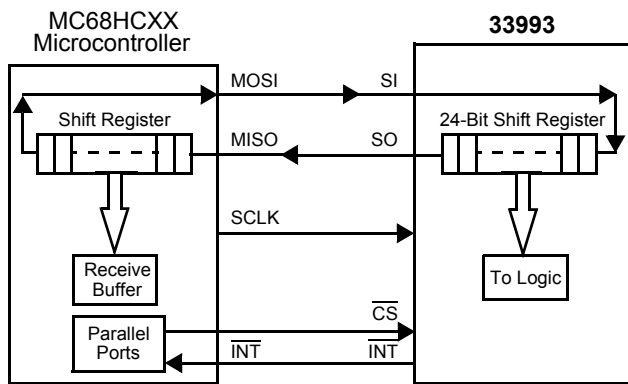 MC68HCXX
Microcontroller
33993
MOSI
SI
Shift Register
24-Bit Shift Register
MISO
SO
SCLK
Receive
Buffer
To Logic
Parallel
Ports
CS
INT
INT